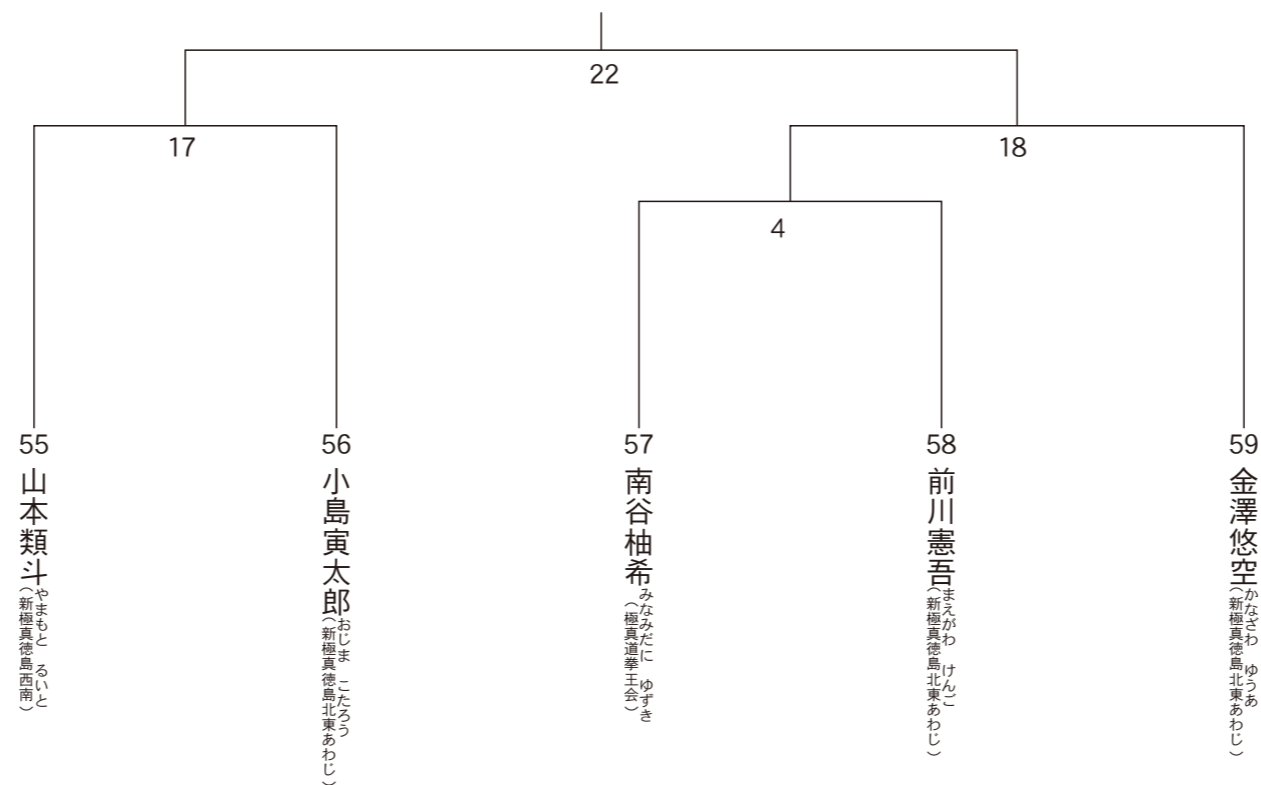 22
17
18
4
55
山本類斗
やまもと るいと
（新極真徳島西南）
56
小島寅太郎
おじま こたろう
（新極真徳島北東あわじ）
57
南谷柚希
みなみだに ゆずき
（極真道拳王会）
58
前川憲吾
まえがわ けんご
（新極真徳島北東あわじ）
59
金澤悠空
かなざわ ゆうあ
（新極真徳島北東あわじ）